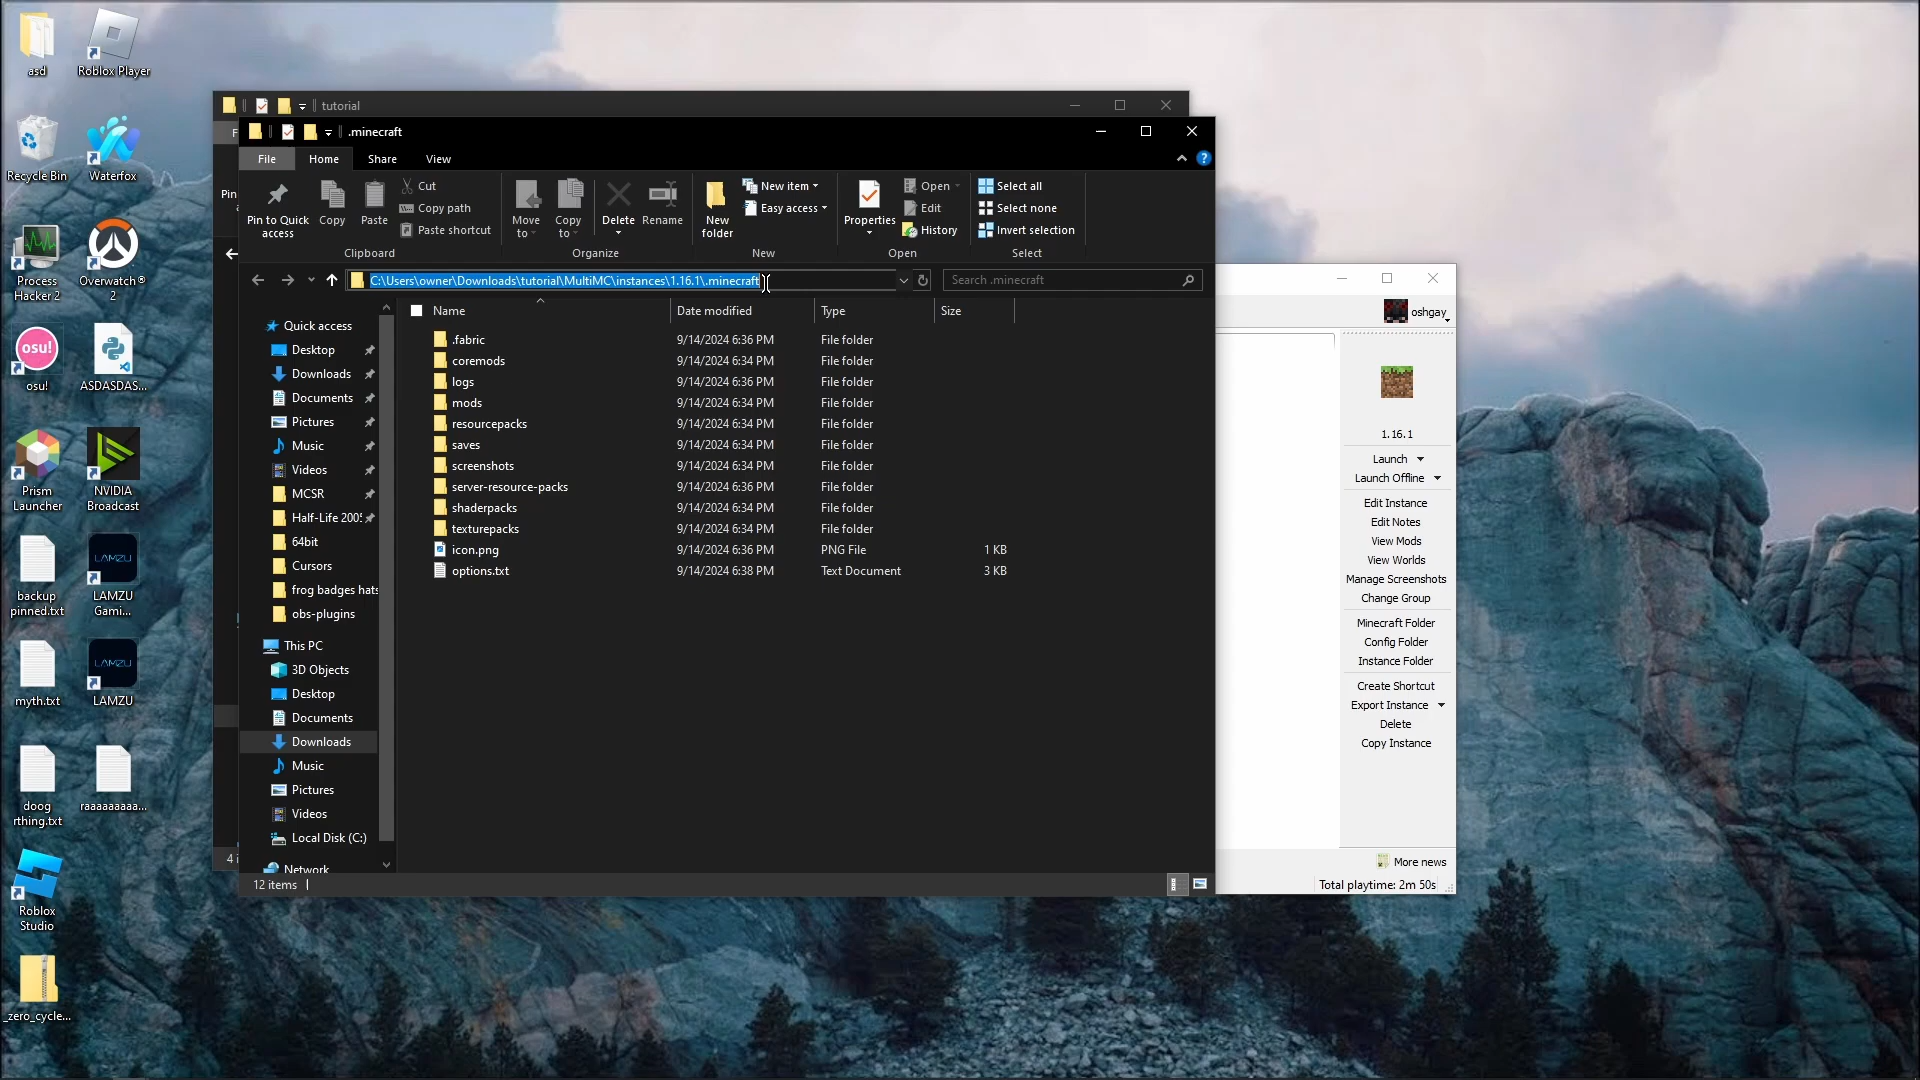 asd
Roblox Player
Recycle Bin
Waterfox
Process
Hacker 2
Overwatch®
2
osu!
osu!
ASDASDAS...
Prism
Launcher
NVIDIA
Broadcast
backup
pinned.txt
LAMZU
LAMZU
Gami...
myth.txt
LAMZU
LAMZU
doog
rthing.txt
raaaaaaaaa...
Roblox
Studio
_zero_cycle...
tutorial
F
Pin
4 i
.minecraft
File
Home
Share
View
Pin to Quick
access
Copy
Paste
Cut
Copy path
Paste shortcut
Clipboard
Move
to
Copy
to
Delete
Rename
Organize
New
folder
New item
Easy access
New
Properties
Open
Edit
History
Open
Select all
Select none
Invert selection
Select
C:\Users\owner\Downloads\tutorial\MultiMC\instances\1.16.1\.minecraft
Search .minecraft
Quick access
Desktop
Downloads
Documents
Pictures
Music
Videos
MCSR
Half-Life 2005
64bit
Cursors
frog badges hats
obs-plugins
This PC
3D Objects
Desktop
Documents
Downloads
Music
Pictures
Videos
Local Disk (C:)
Network
Name Date modified Type Size
.fabric 9/14/2024 6:36 PM File folder
coremods 9/14/2024 6:34 PM File folder
logs 9/14/2024 6:36 PM File folder
mods 9/14/2024 6:34 PM File folder
resourcepacks 9/14/2024 6:34 PM File folder
saves 9/14/2024 6:34 PM File folder
screenshots 9/14/2024 6:34 PM File folder
server-resource-packs 9/14/2024 6:36 PM File folder
shaderpacks 9/14/2024 6:34 PM File folder
texturepacks 9/14/2024 6:34 PM File folder
icon.png 9/14/2024 6:36 PM PNG File 1 KB
options.txt 9/14/2024 6:38 PM Text Document 3 KB
12 items
oshgay
1.16.1
Launch
Launch Offline
Edit Instance
Edit Notes
View Mods
View Worlds
Manage Screenshots
Change Group
Minecraft Folder
Config Folder
Instance Folder
Create Shortcut
Export Instance
Delete
Copy Instance
More news
Total playtime: 2m 50s